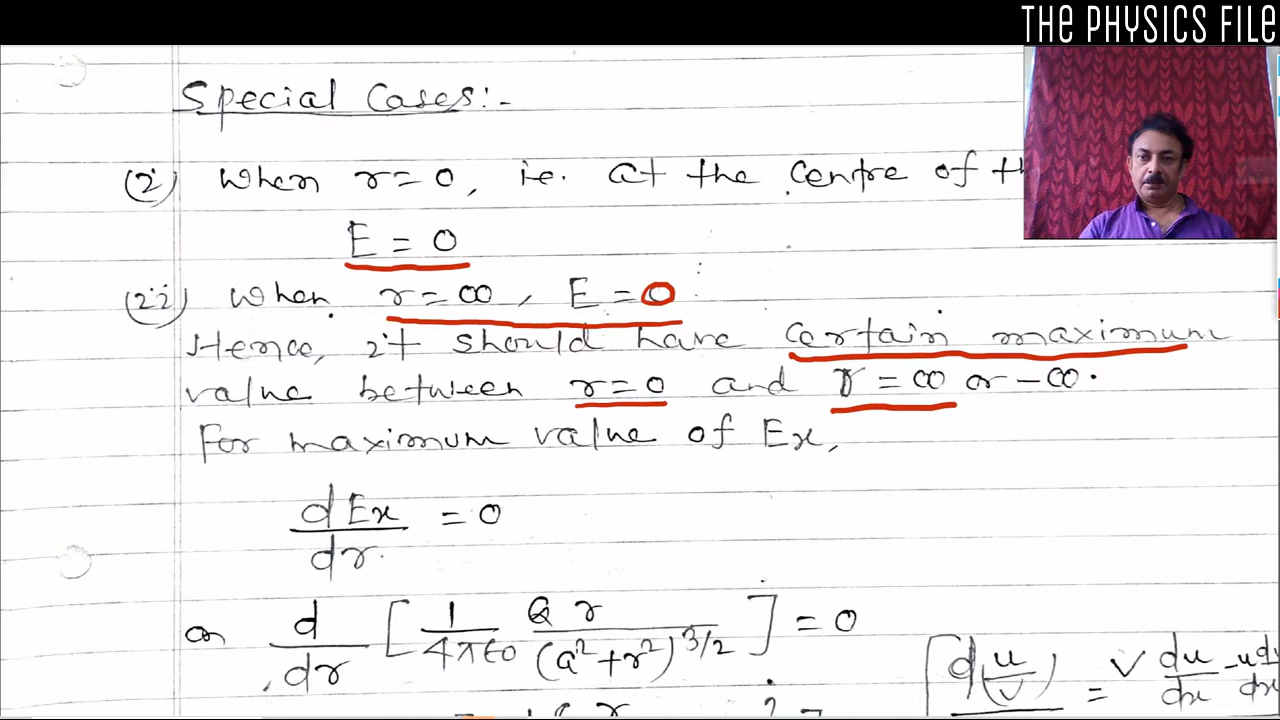 THE PHYSICS FILE
Special Cases:-
(i) When r=0, i.e. at the centre of
E = 0
(ii) When r=∞, E=0.
Hence, it should have certain maximum
value between r=0 and r=∞ or -∞.
For maximum value of Ex,
dEx/dr = 0
or d/dr [1/4πϵ0 Qr/(a²+r²)^3/2] = 0
[d(u/v) = v du/dx - u